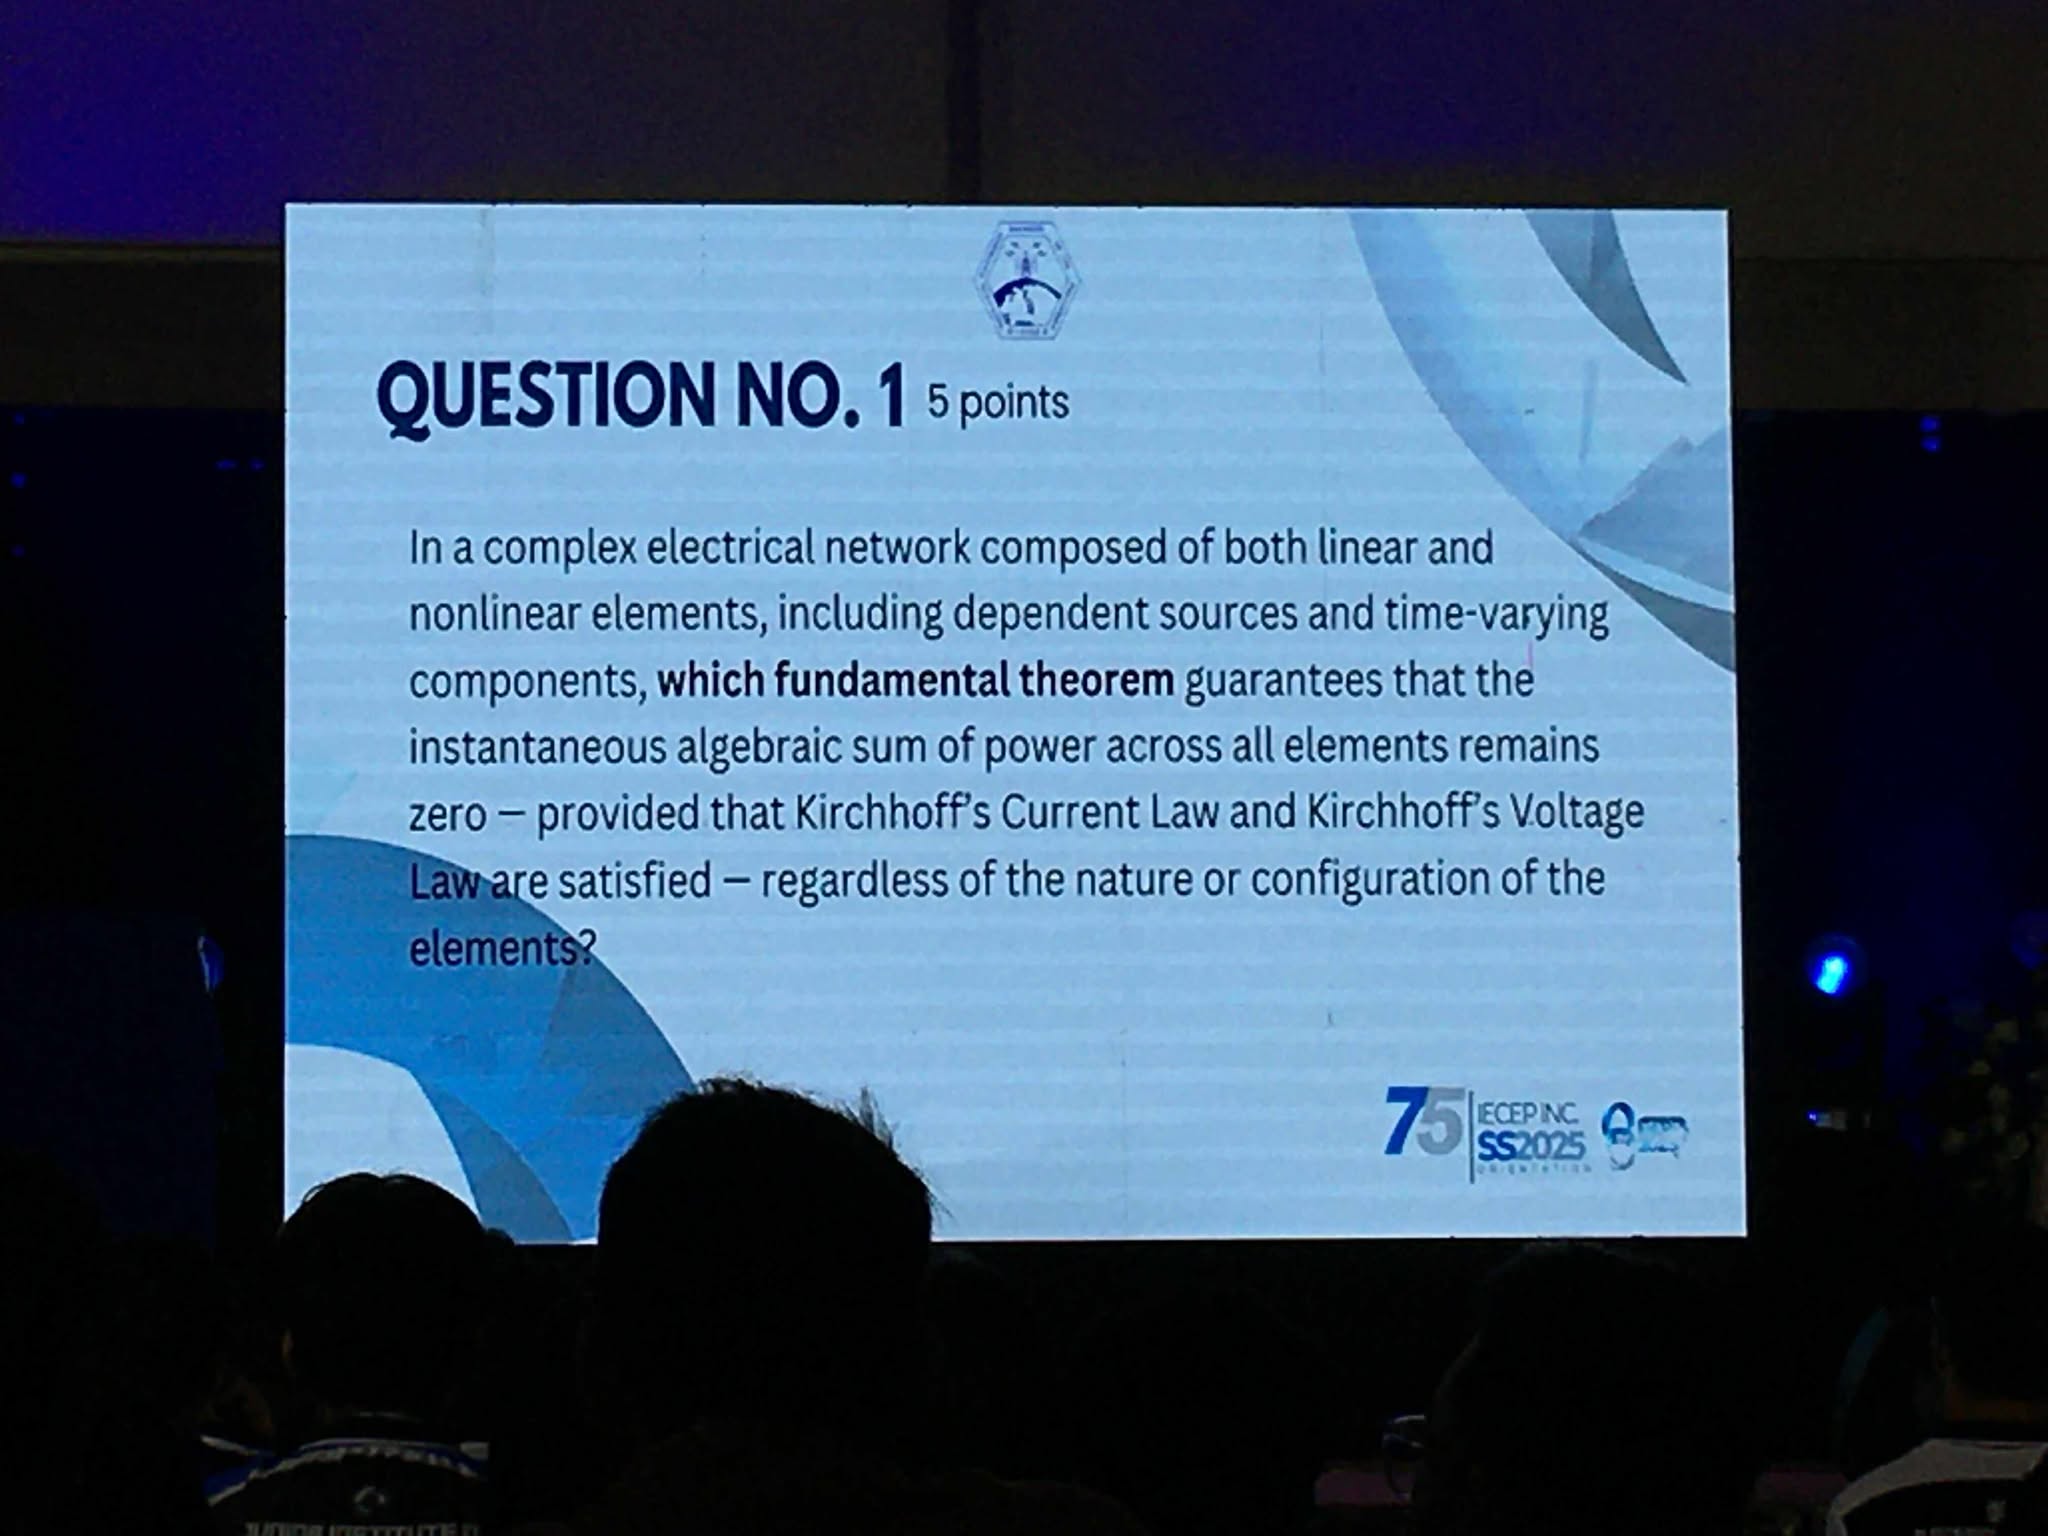 QUESTION NO. 1 5 points
In a complex electrical network composed of both linear and
nonlinear elements, including dependent sources and time-varying
components, which fundamental theorem guarantees that the
instantaneous algebraic sum of power across all elements remains
zero – provided that Kirchhoff's Current Law and Kirchhoff's Voltage
Law are satisfied – regardless of the nature or configuration of the
elements?
75
IECEP INC.
SS2025
ORIENTATION